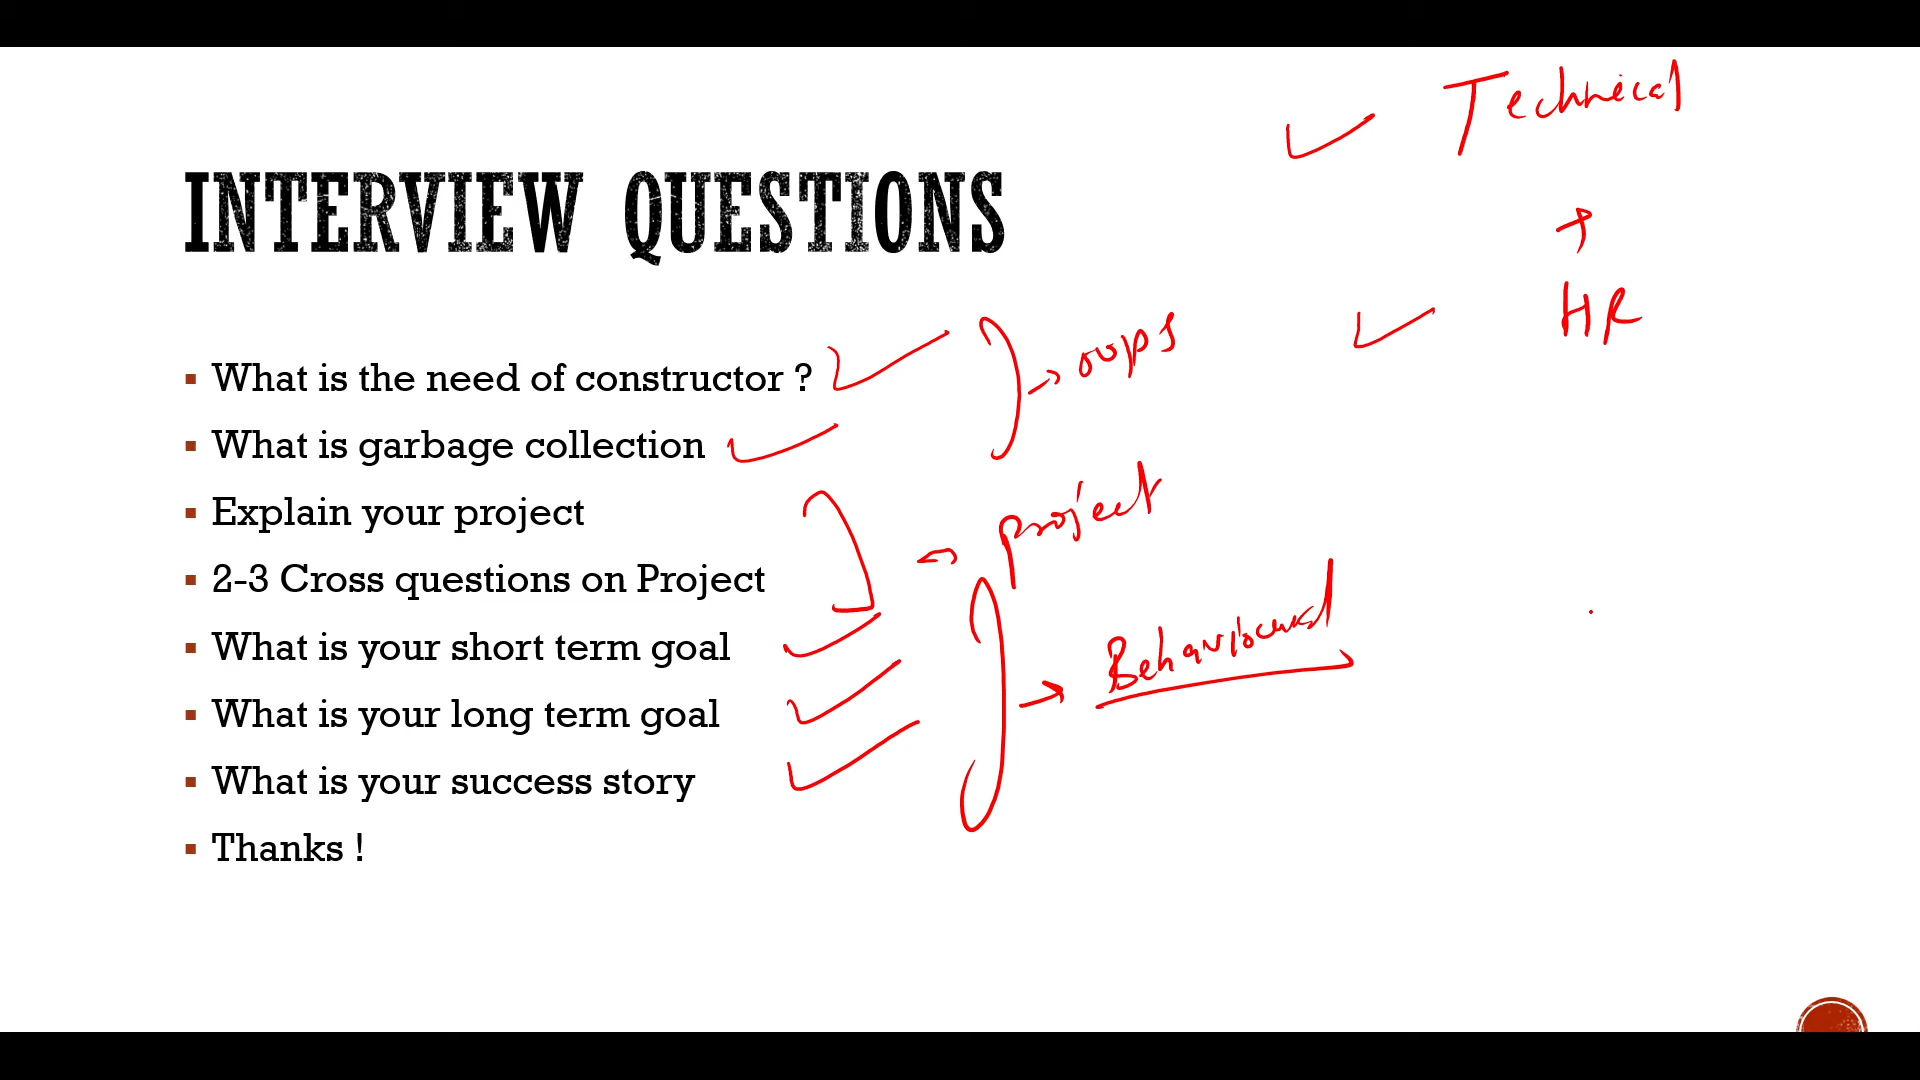 Technical
INTERVIEW QUESTIONS
+
HR
What is the need of constructor ?
oops
What is garbage collection
Explain your project
project
2-3 Cross questions on Project
What is your short term goal
Behavioural
What is your long term goal
What is your success story
Thanks !